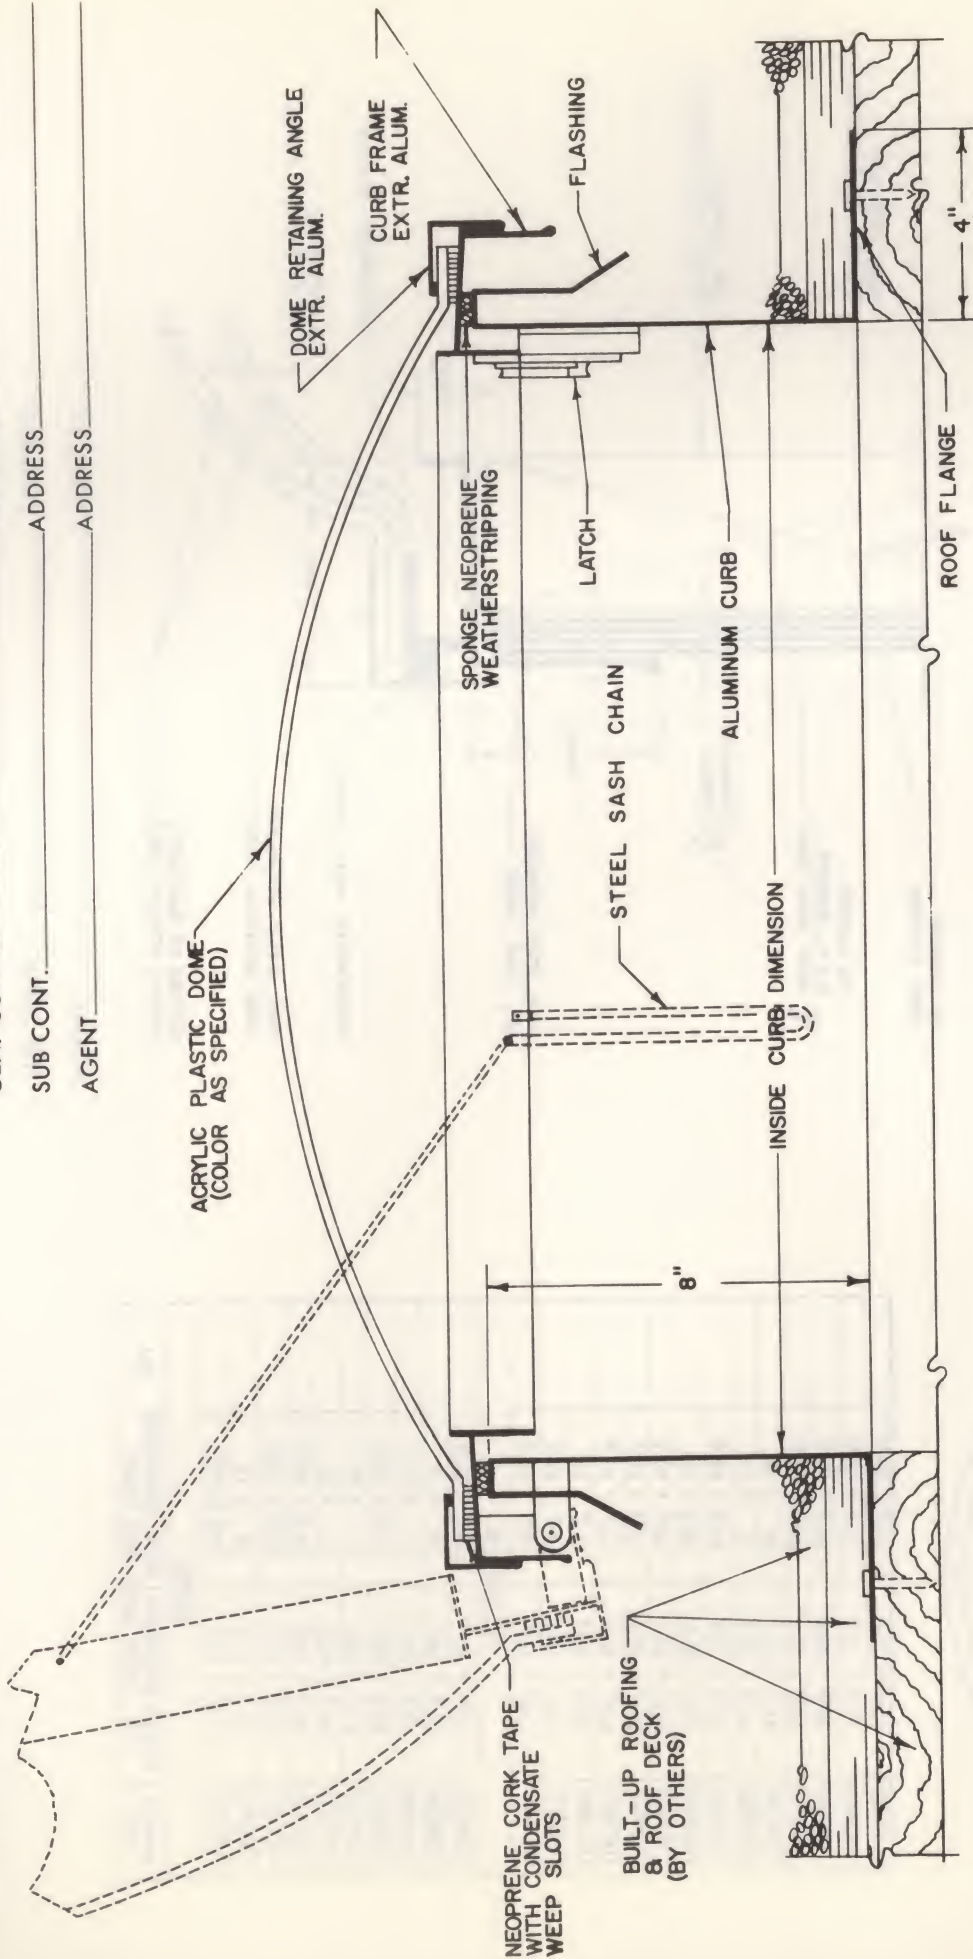 SUB CONT. ADDRESS
AGENT ADDRESS
ACRYLIC PLASTIC DOME
(COLOR AS SPECIFIED)
DOME RETAINING ANGLE
EXTR. ALUM.
CURB FRAME
EXTR. ALUM.
FLASHING
SPONGE NEOPRENE
WEATHERSTRIPPING
LATCH
STEEL SASH CHAIN
ALUMINUM CURB
INSIDE CURB DIMENSION
8"
4"
ROOF FLANGE
NEOPRENE CORK TAPE
WITH CONDENSATE
WEEP SLOTS
BUILT-UP ROOFING
& ROOF DECK
(BY OTHERS)